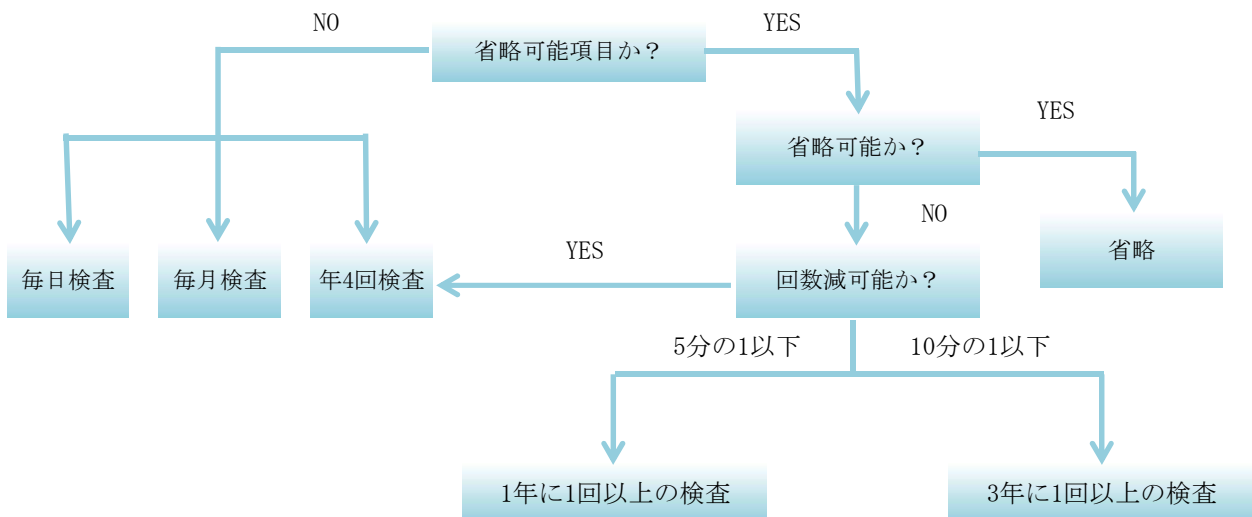 NO
YES
省略可能項目か？
YES
省略可能か？
NO
省略
毎日検査
毎月検査
年4回検査
YES
回数減可能か？
5分の1以下
10分の1以下
1年に1回以上の検査
3年に1回以上の検査